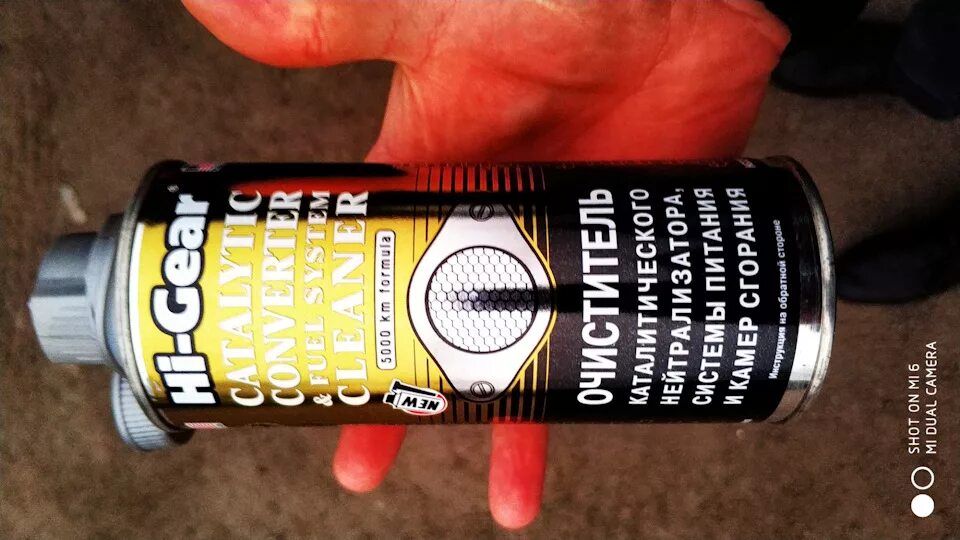 Hi-Gear®
CATALYTIC
CONVERTER
& FUEL SYSTEM
CLEANER
5000 km formula
NEW
ОЧИСТИТЕЛЬ
КАТАЛИТИЧЕСКОГО
НЕЙТРАЛИЗАТОРА,
СИСТЕМЫ ПИТАНИЯ
И КАМЕР СГОРАНИЯ
Инструкция на обратной стороне
SHOT ON MI 6
MI DUAL CAMERA